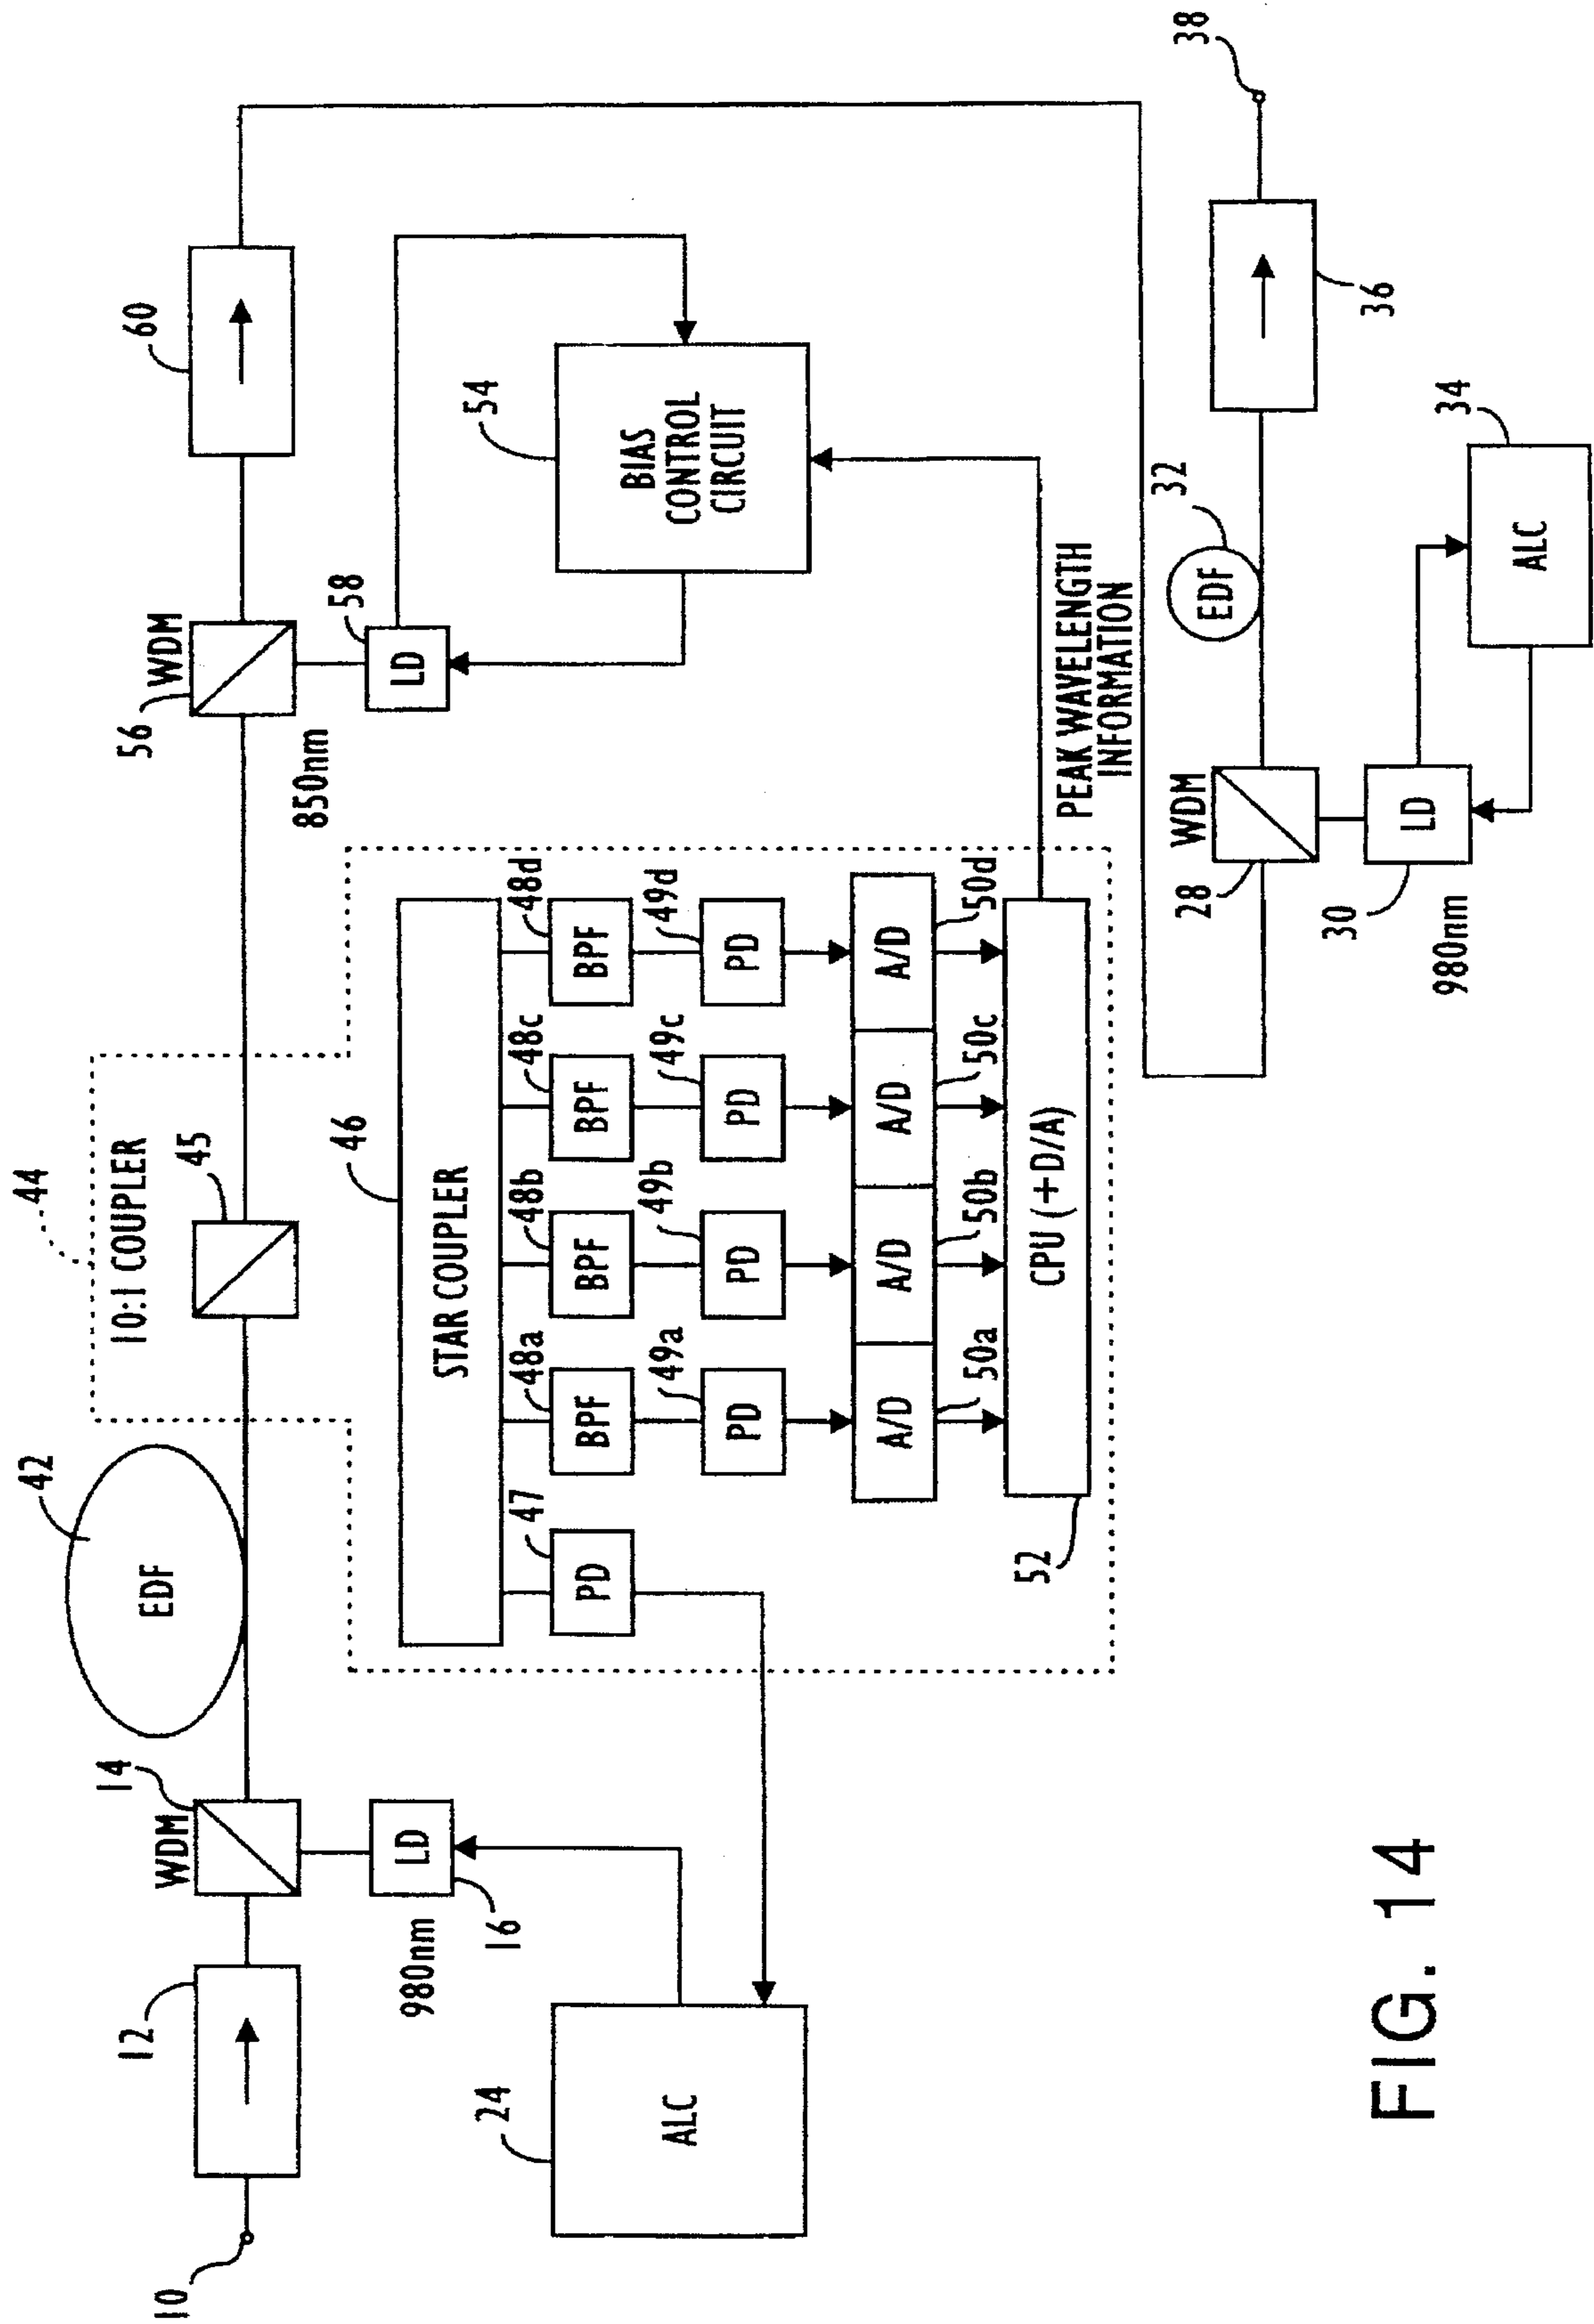 10
12
WDM
14
980nm
LD
16
24
ALC
42
EDF
44
10:1 COUPLER
45
46
STAR COUPLER
47
PD
48a
48b
48c
48d
BPF
BPF
BPF
BPF
49a
49b
49c
49d
PD
PD
PD
PD
A/D
A/D
A/D
A/D
50a
50b
50c
50d
52
CPU (+D/A)
56
WDM
850nm
58
LD
60
54
BIAS
CONTROL
CIRCUIT
PEAK WAVELENGTH
INFORMATION
WDM
28
30
LD
980nm
32
EDF
34
ALC
36
38
FIG. 14